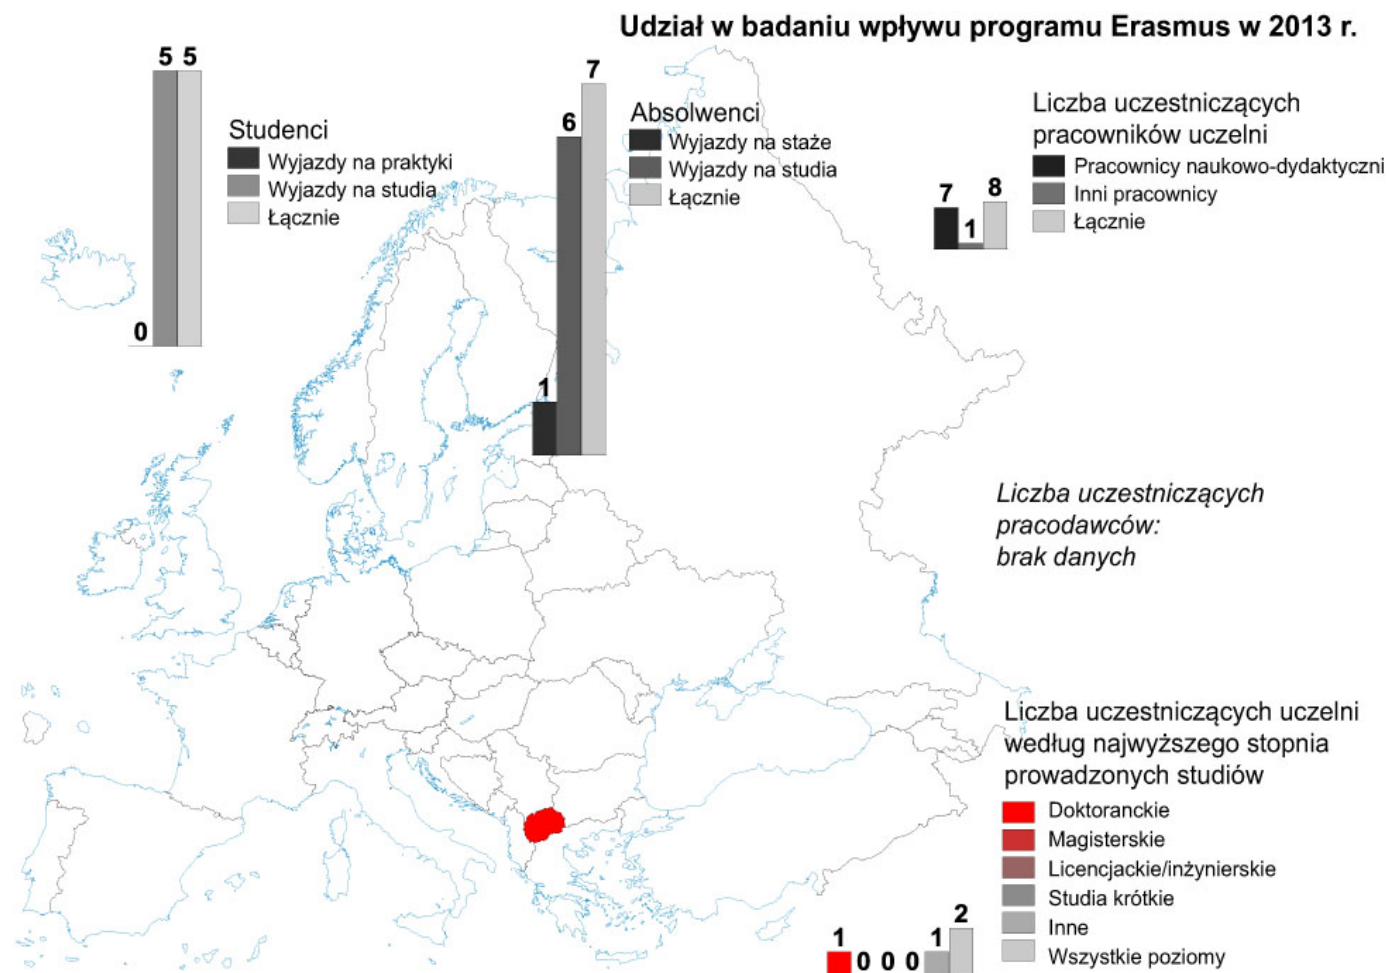 Udział w badaniu wpływu programu Erasmus w 2013 r.
5 5
0
Studenci
Wyjazdy na praktyki
Wyjazdy na studia
Łącznie
7
6
1
Absolwenci
Wyjazdy na staże
Wyjazdy na studia
Łącznie
Liczba uczestniczących
pracowników uczelni
Pracownicy naukowo-dydaktyczni
Inni pracownicy
Łącznie
7 1 8
Liczba uczestniczących
pracodawców:
brak danych
Liczba uczestniczących uczelni
według najwyższego stopnia
prowadzonych studiów
Doktoranckie
Magisterskie
Licencjackie/inżynierskie
Studia krótkie
Inne
Wszystkie poziomy
1 0 0 0 1 2